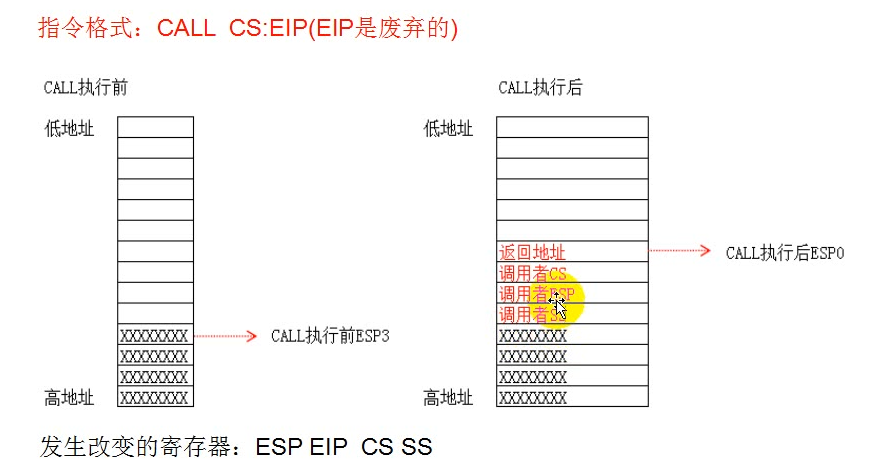 指令格式：CALL CS:EIP(EIP是废弃的)
CALL执行前
CALL执行后
低地址
低地址
返回地址
CALL执行后ESP0
调用者CS
调用者ESP
调用者SS
XXXXXXXX
CALL执行前ESP3
XXXXXXXX
XXXXXXXX
XXXXXXXX
XXXXXXXX
XXXXXXXX
高地址
XXXXXXXX
高地址
XXXXXXXX
发生改变的寄存器：ESP EIP CS SS